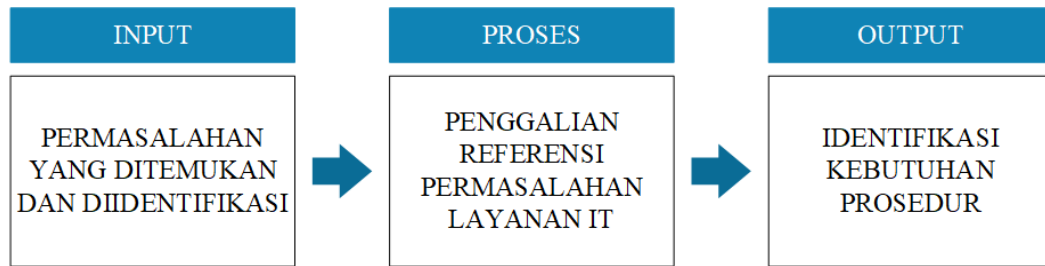 INPUT
PROSES
OUTPUT
PERMASALAHAN
YANG DITEMUKAN
DAN DIIDENTIFIKASI
PENGGALIAN
REFERENSI
PERMASALAHAN
LAYANAN IT
IDENTIFIKASI
KEBUTUHAN
PROSEDUR